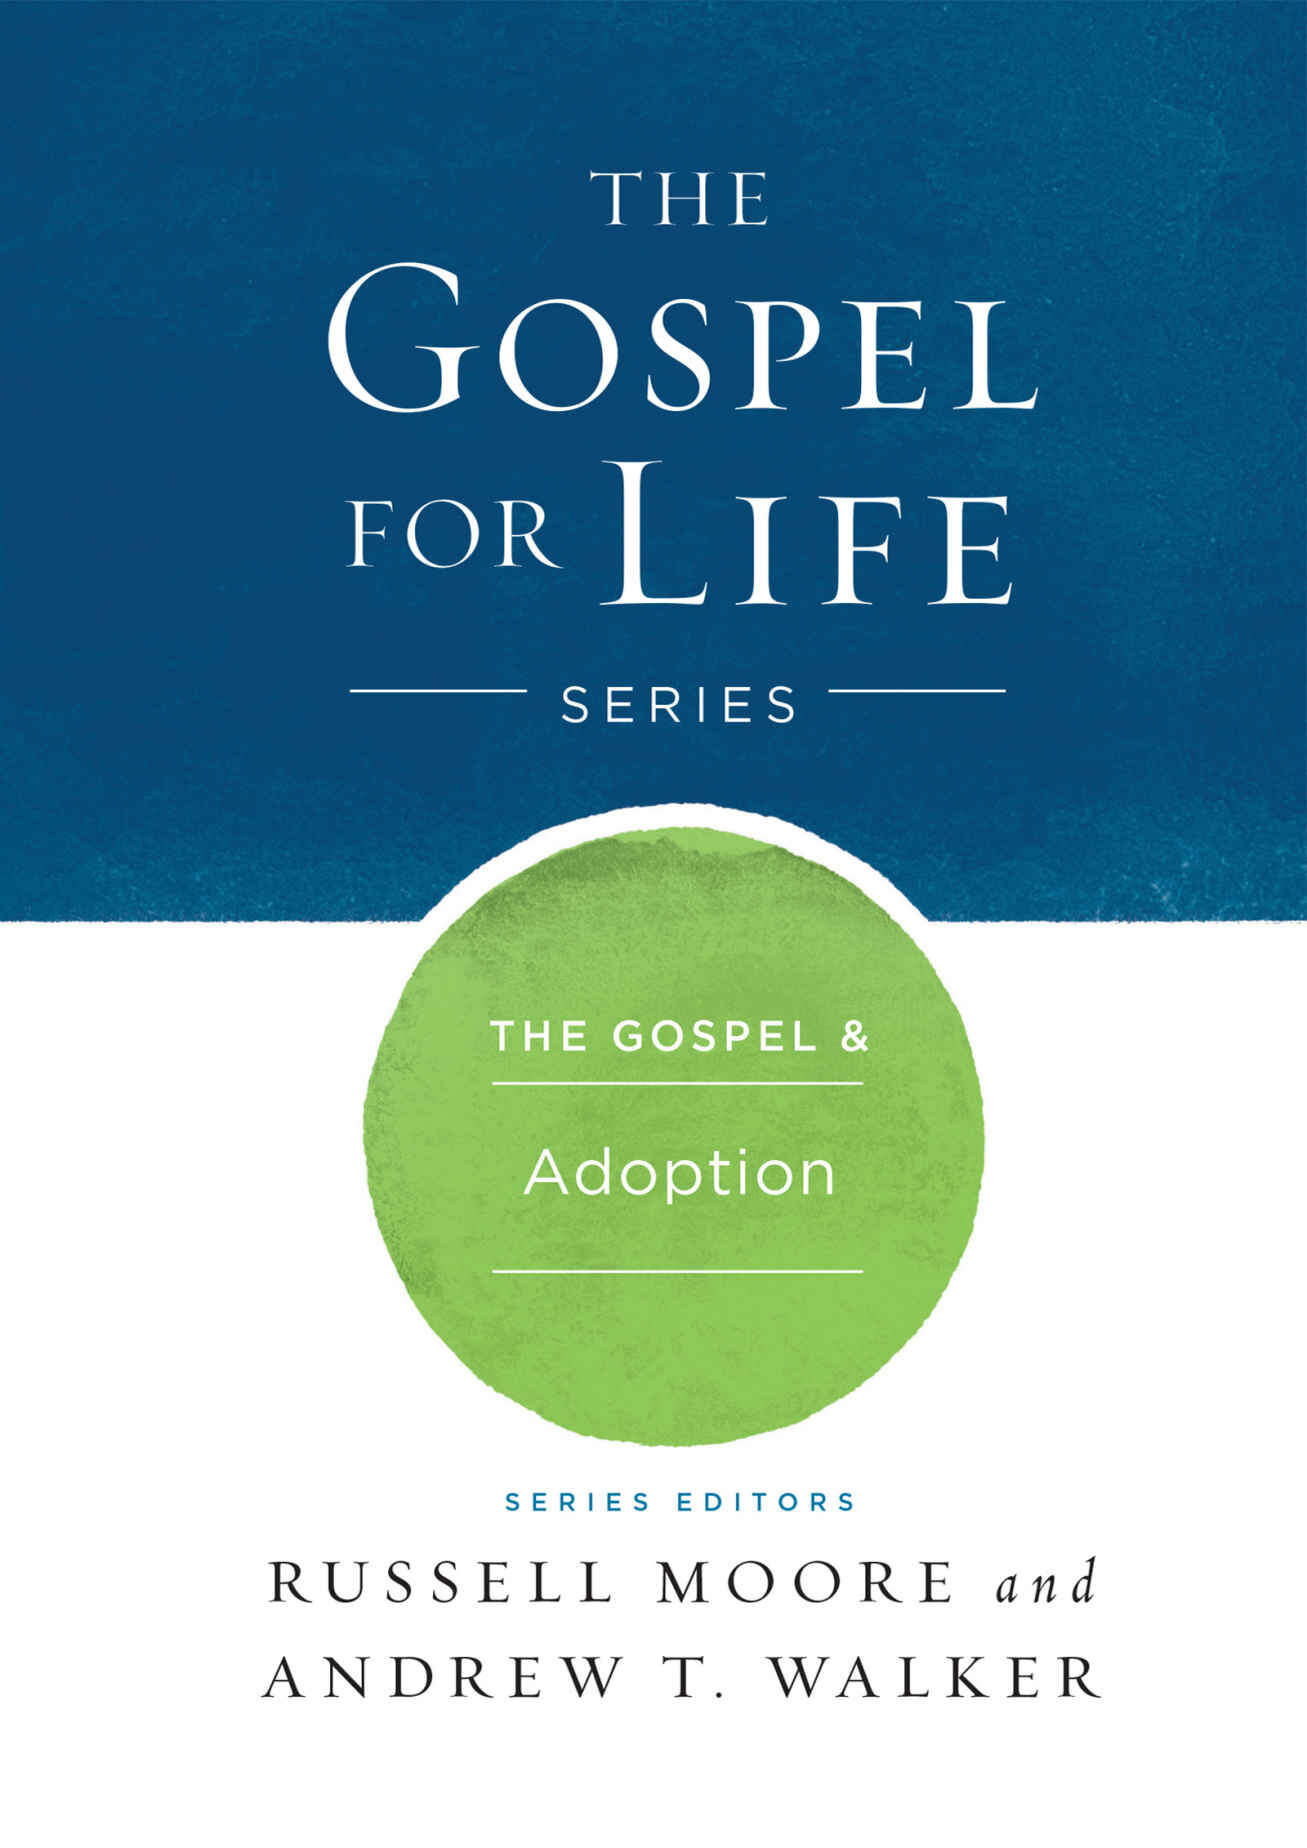 THE
GOSPEL
FOR LIFE
SERIES
THE GOSPEL &
Adoption
SERIES EDITORS
RUSSELL MOORE and
ANDREW T. WALKER